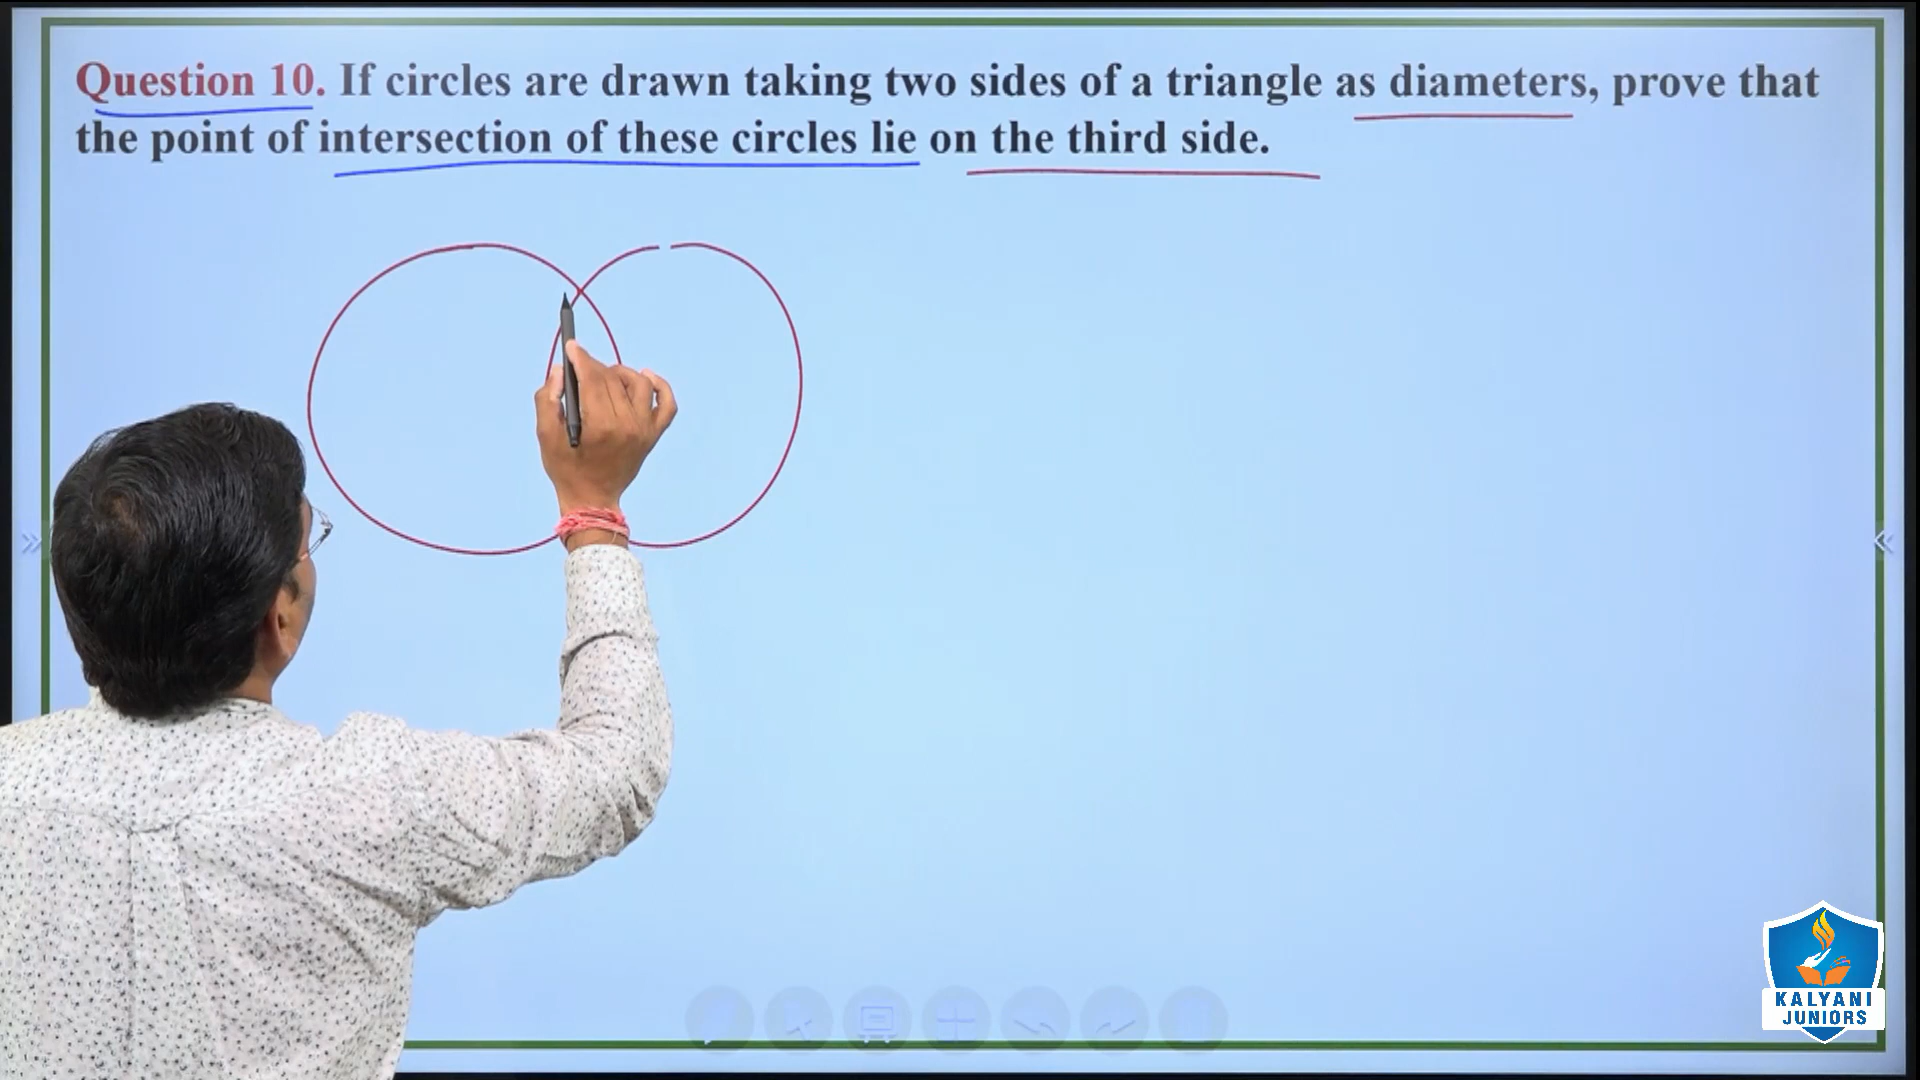 Question 10. If circles are drawn taking two sides of a triangle as diameters, prove that
the point of intersection of these circles lie on the third side.
KALYANI
JUNIORS